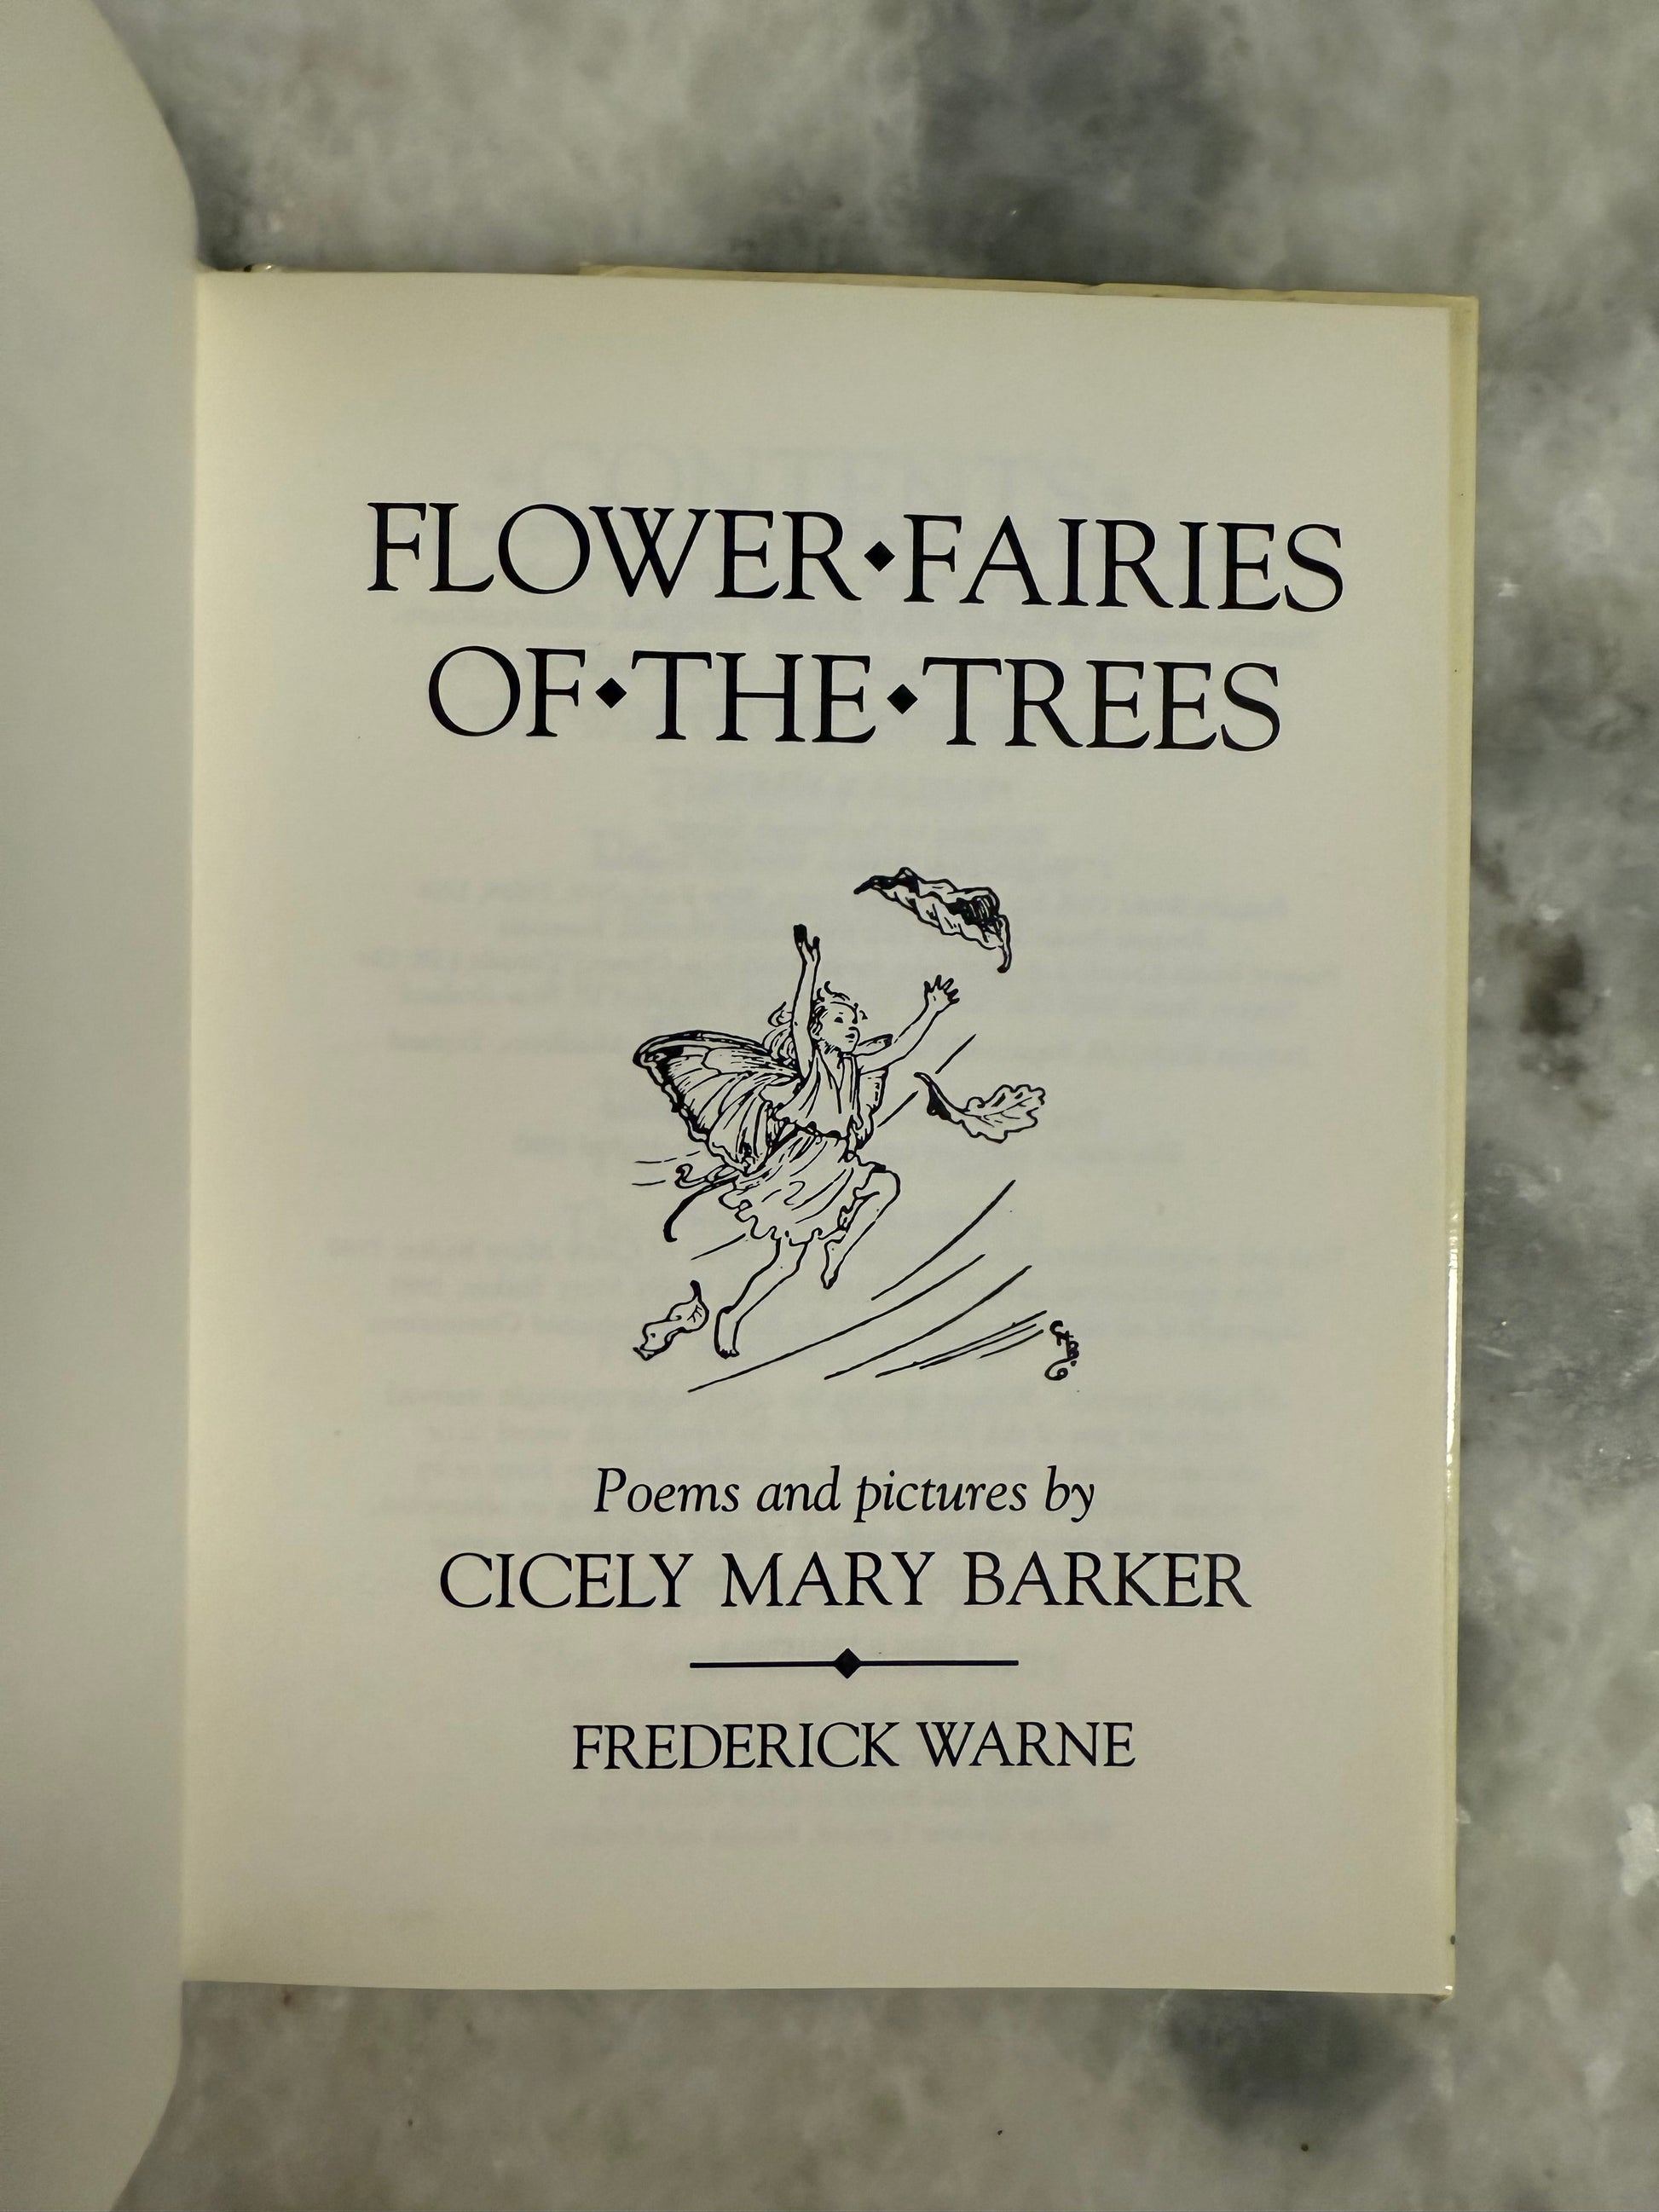 FLOWER◆FAIRIES
OF◆THE◆TREES
Poems and pictures by
CICELY MARY BARKER
FREDERICK WARNE